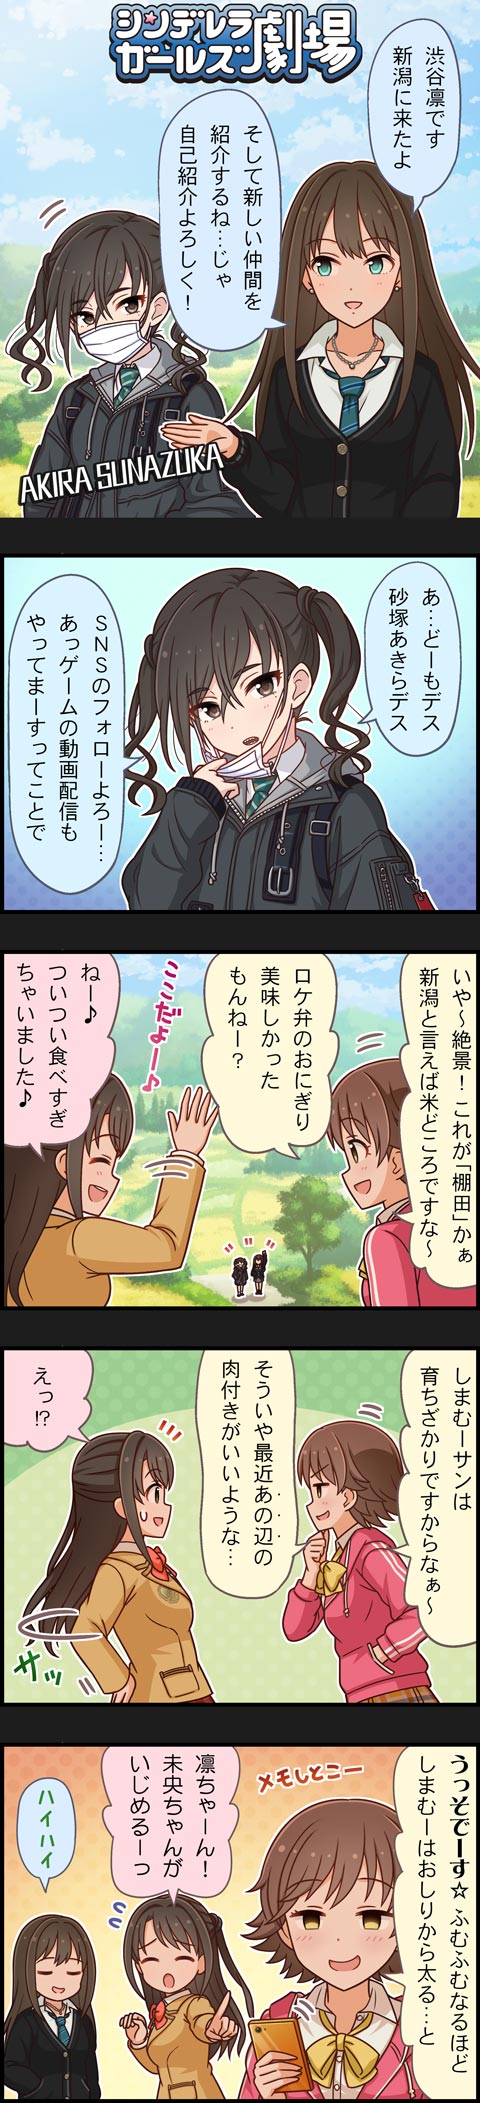 シンデレラ
ガールズ劇場
渋谷凛です
新潟に来たよ
そして新しい仲間を
紹介するね…じゃ
自己紹介よろしく！
AKIRA SUNAZUKA
あ…どーもデス
砂塚あきらデス
SNSのフォローよろー…
あっゲームの動画配信も
やってまーすってことで
いや〜絶景！これが「棚田」かぁ
新潟と言えば米どころですな〜
ロケ弁のおにぎり
美味しかった
もんねー？
ここだよー♪
ねー♪
ついつい食べすぎ
ちゃいました♪
しまむーサンは
育ちざかりですからなぁ〜
そういや最近あの辺の
肉付きがいいような…
えっ!?
サッ
うっそでーす☆ふむふむなるほど
しまむーはおしりから太る…と
メモしとこー
凛ちゃーん！
未央ちゃんが
いじめるーっ
ハイハイ